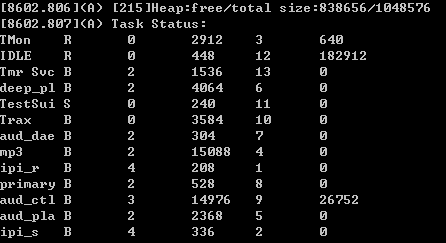 [8602.806](A) [215]Heap:free/total size:838656/1048576
[8602.807](A) Task Status:
TMon R 0 2912 3 640
IDLE R 0 448 12 182912
Tmr Svc B 2 1536 13 0
deep_pl B 2 4064 6 0
TestSui S 0 240 11 0
Trax B 0 3584 10 0
aud_dae B 2 304 7 0
mp3 B 2 15088 4 0
ipi_r B 4 208 1 0
primary B 2 528 8 0
aud_ctl B 3 14976 9 26752
aud_pla B 2 2368 5 0
ipi_s B 4 336 2 0